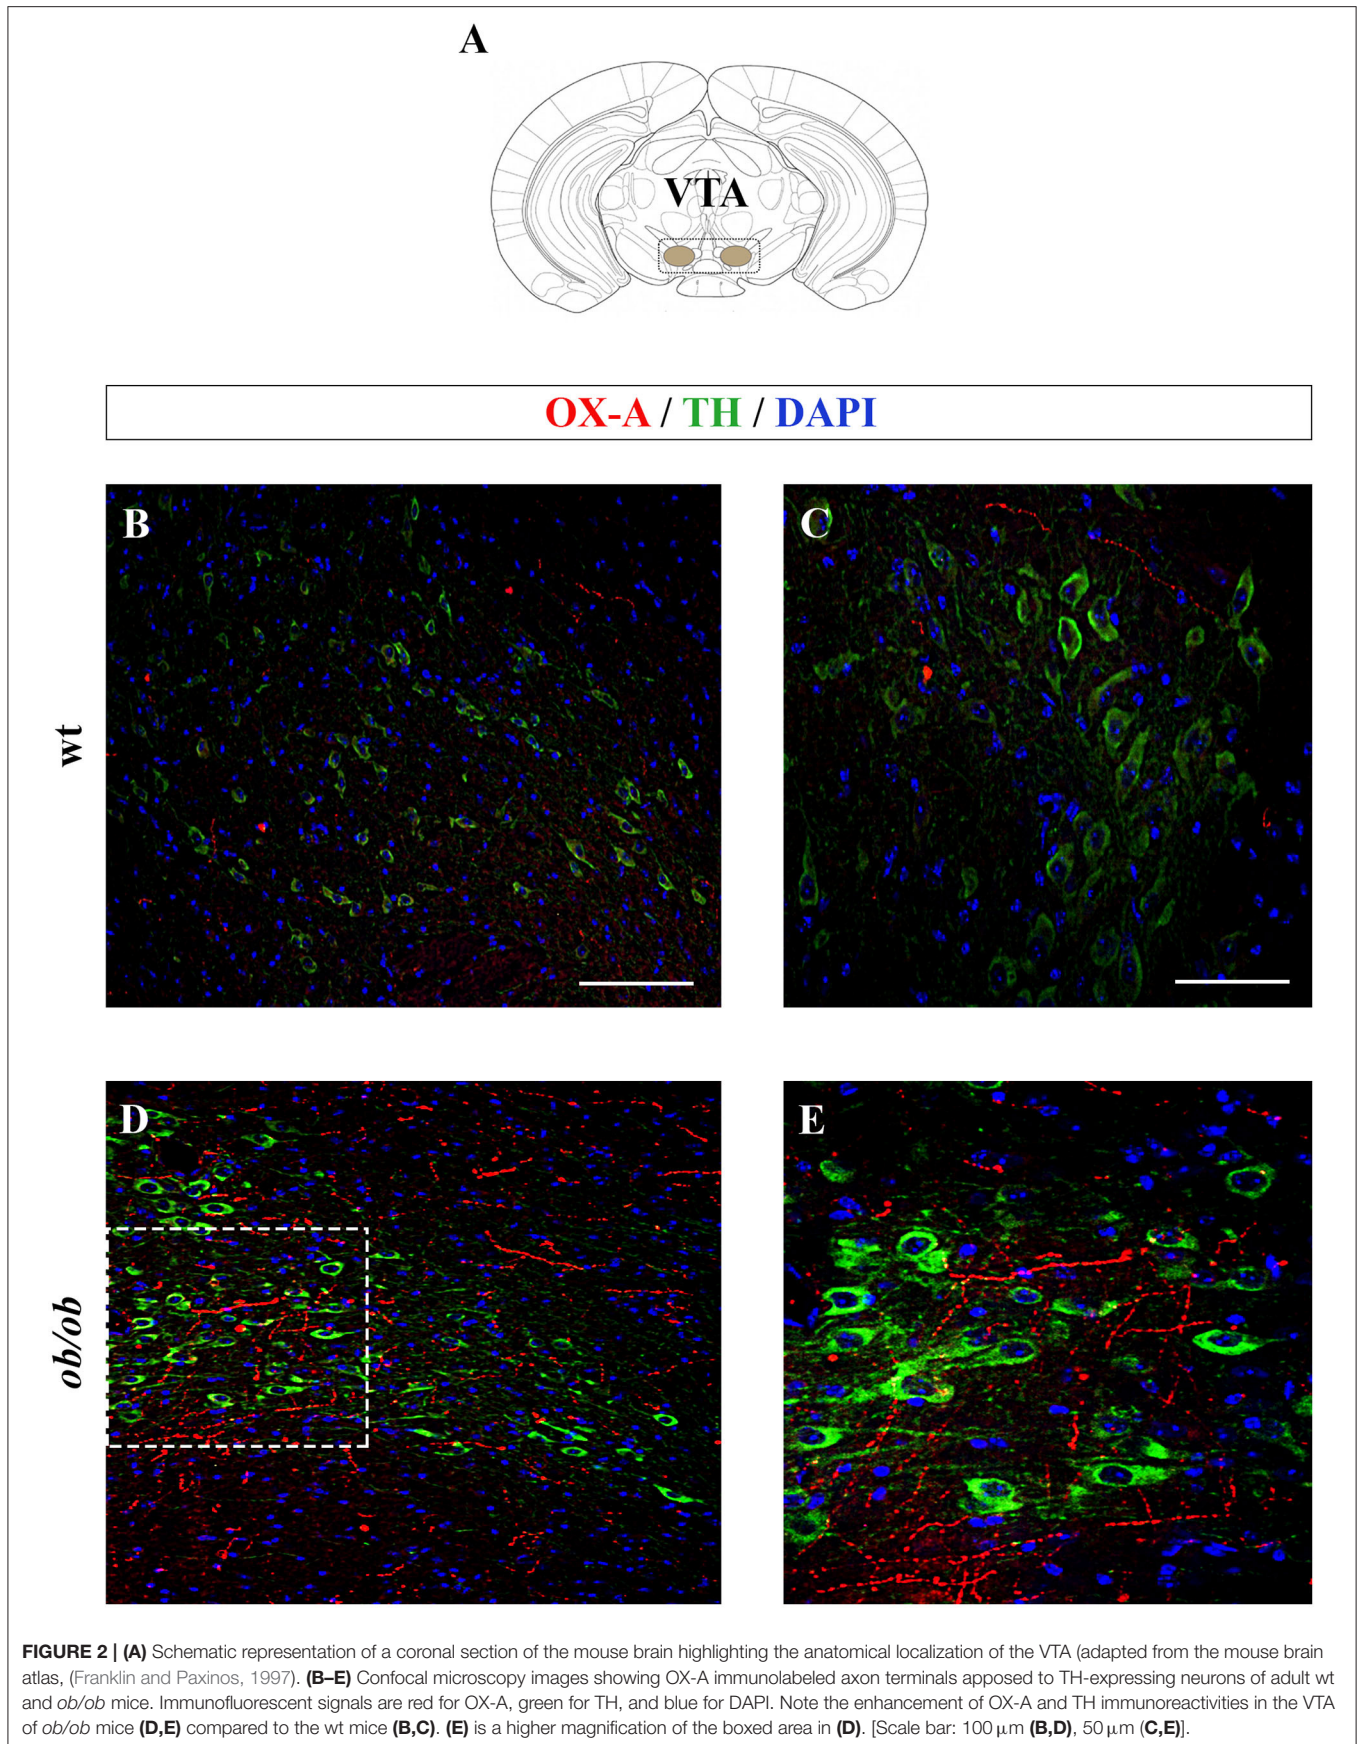 A
VTA
OX-A / TH / DAPI
B
C
wt
D
E
ob/ob
FIGURE 2 | (A) Schematic representation of a coronal section of the mouse brain highlighting the anatomical localization of the VTA (adapted from the mouse brain
atlas, (Franklin and Paxinos, 1997). (B–E) Confocal microscopy images showing OX-A immunolabeled axon terminals apposed to TH-expressing neurons of adult wt
and ob/ob mice. Immunofluorescent signals are red for OX-A, green for TH, and blue for DAPI. Note the enhancement of OX-A and TH immunoreactivities in the VTA
of ob/ob mice (D,E) compared to the wt mice (B,C). (E) is a higher magnification of the boxed area in (D). [Scale bar: 100 μm (B,D), 50 μm (C,E)].